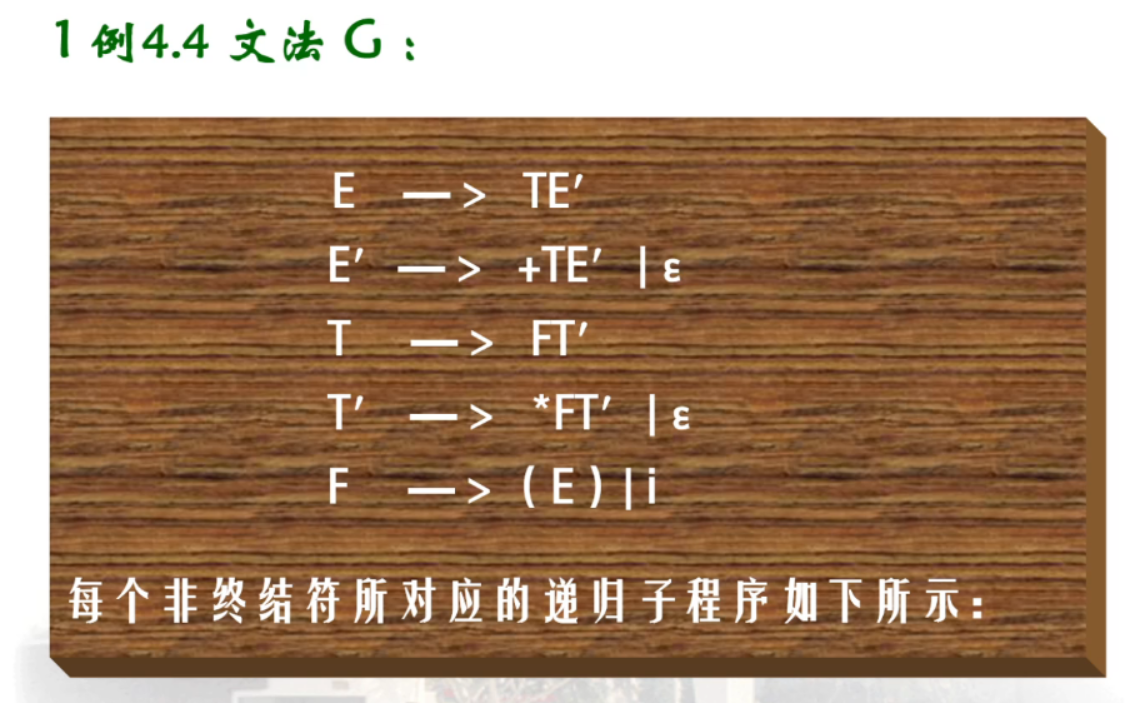 1 例4.4 文法 G：
E —> TE′
E′ —> +TE′ | ε
T —> FT′
T′ —> *FT′ | ε
F —> ( E ) | i
每个非终结符所对应的递归子程序如下所示：